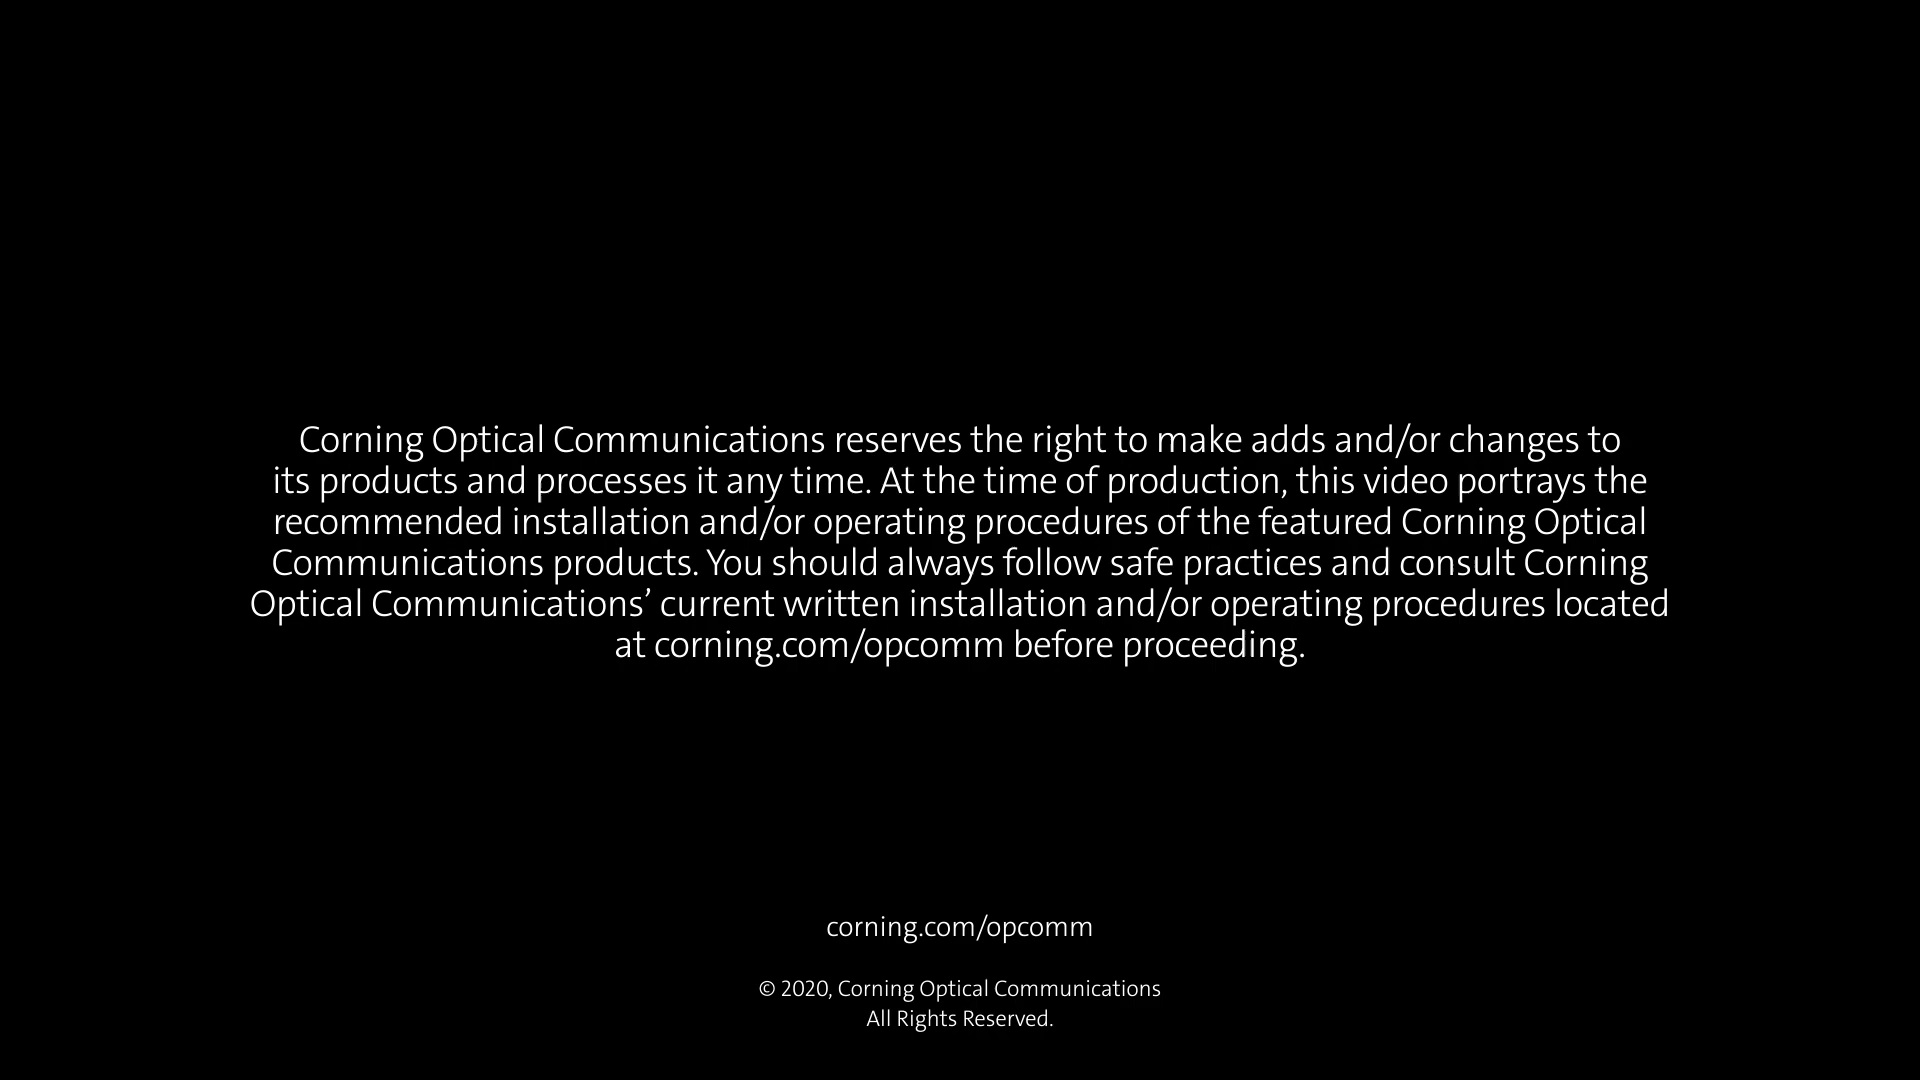 Corning Optical Communications reserves the right to make adds and/or changes to
its products and processes it any time. At the time of production, this video portrays the
recommended installation and/or operating procedures of the featured Corning Optical
Communications products. You should always follow safe practices and consult Corning
Optical Communications’ current written installation and/or operating procedures located
at corning.com/opcomm before proceeding.
corning.com/opcomm
© 2020, Corning Optical Communications
All Rights Reserved.